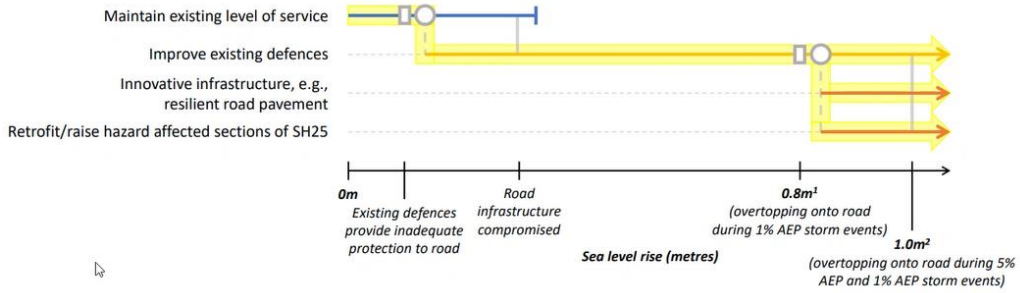 Maintain existing level of service
Improve existing defences
Innovative infrastructure, e.g.,
resilient road pavement
Retrofit/raise hazard affected sections of SH25
0m
Existing defences
provide inadequate
protection to road
Road
infrastructure
compromised
0.8m¹
(overtopping onto road
during 1% AEP storm events)
1.0m²
(overtopping onto road during 5%
AEP and 1% AEP storm events)
Sea level rise (metres)